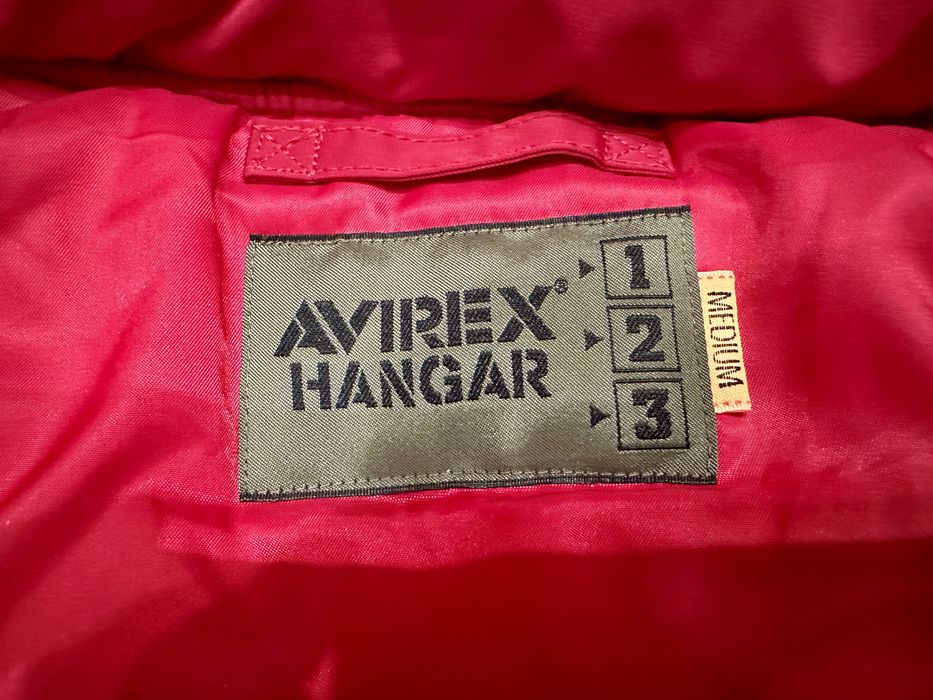 AVIREX®
HANGAR
1
2
3
MEDIUM